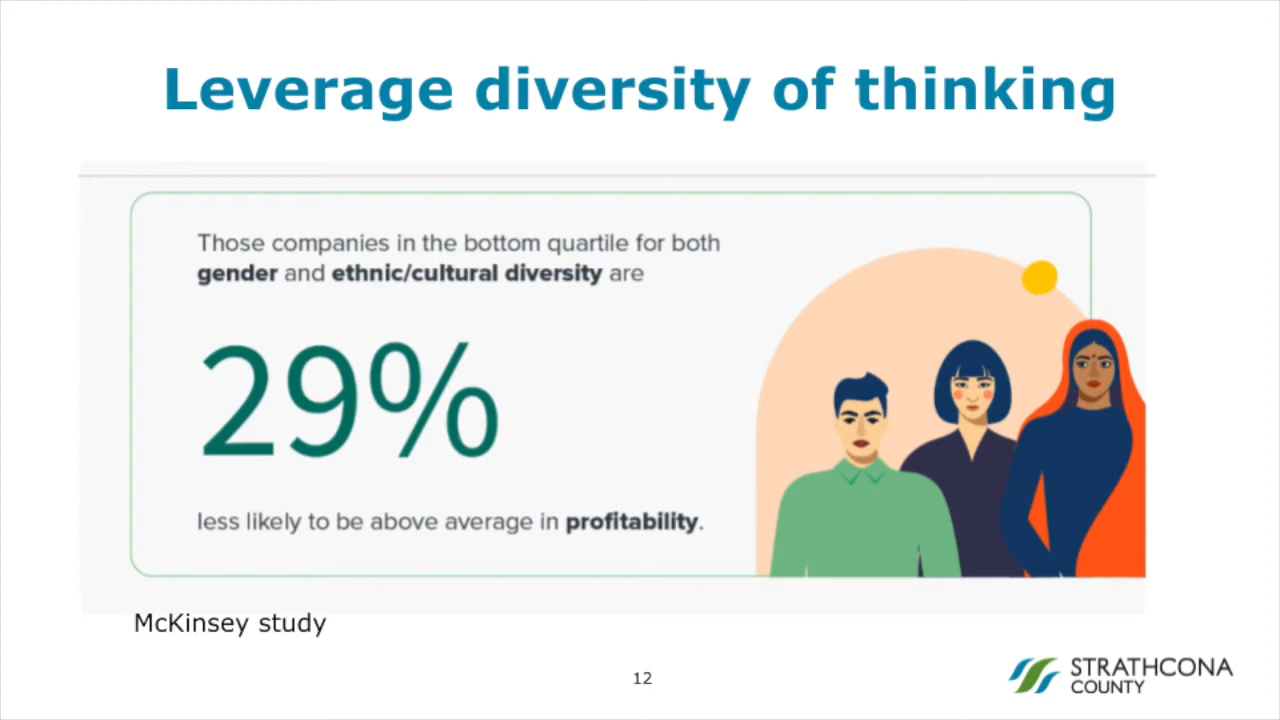 Leverage diversity of thinking
Those companies in the bottom quartile for both
gender and ethnic/cultural diversity are
29%
less likely to be above average in profitability.
McKinsey study
12
STRATHCONA
COUNTY